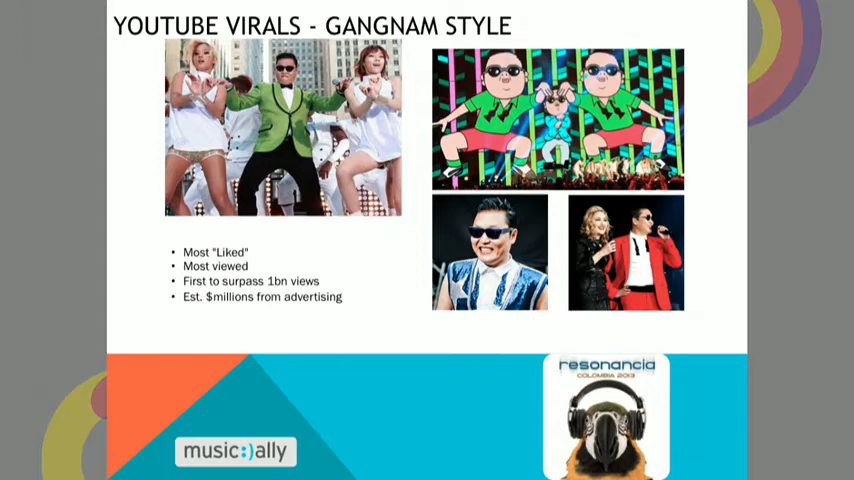 YOUTUBE VIRALS - GANGNAM STYLE
• Most "Liked"
• Most viewed
• First to surpass 1bn views
• Est. $millions from advertising
resonancia
COLOMBIA 2013
music:)ally